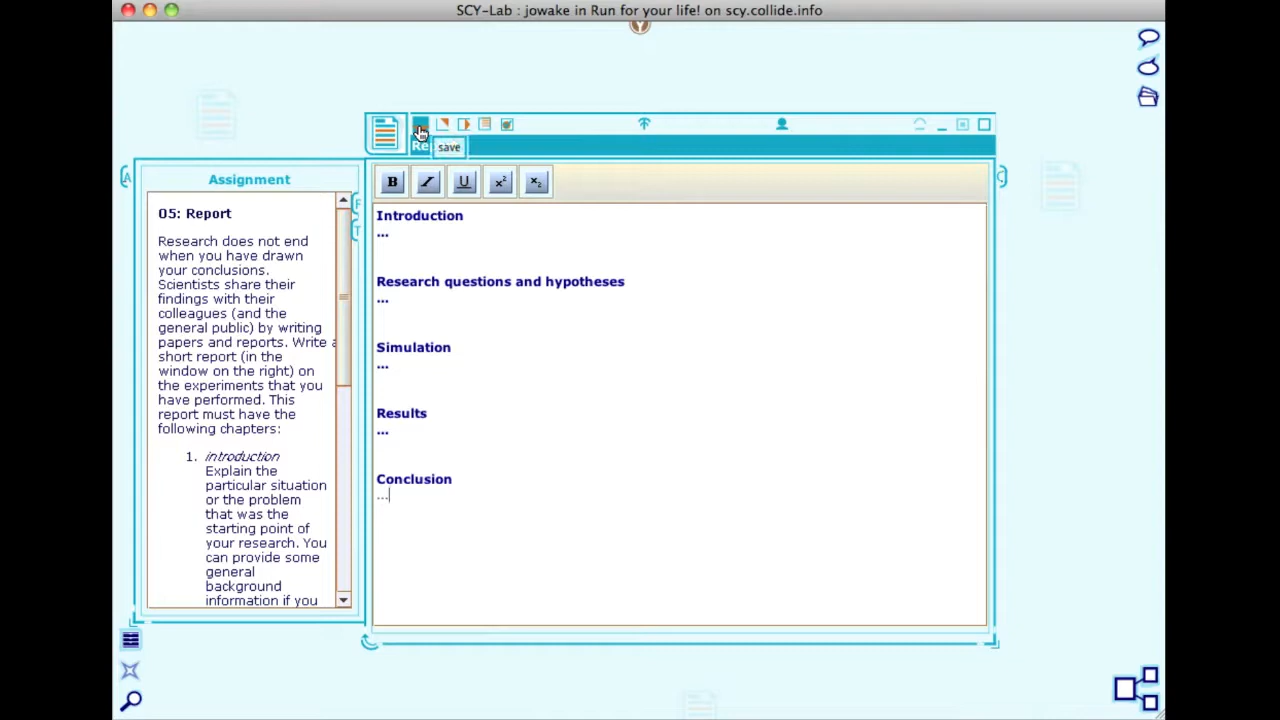 SCY-Lab : jowake in Run for your life! on scy.collide.info
Y
save
A
Assignment
F
T
C
05: Report
Research does not end
when you have drawn
your conclusions.
Scientists share their
findings with their
colleagues (and the
general public) by writing
papers and reports. Write a
short report (in the
window on the right) on
the experiments that you
have performed. This
report must have the
following chapters:
1. introduction
Explain the
particular situation
or the problem
that was the
starting point of
your research. You
can provide some
general
background
information if you
B I U x² x₂
Introduction
...
Research questions and hypotheses
...
Simulation
...
Results
...
Conclusion
...